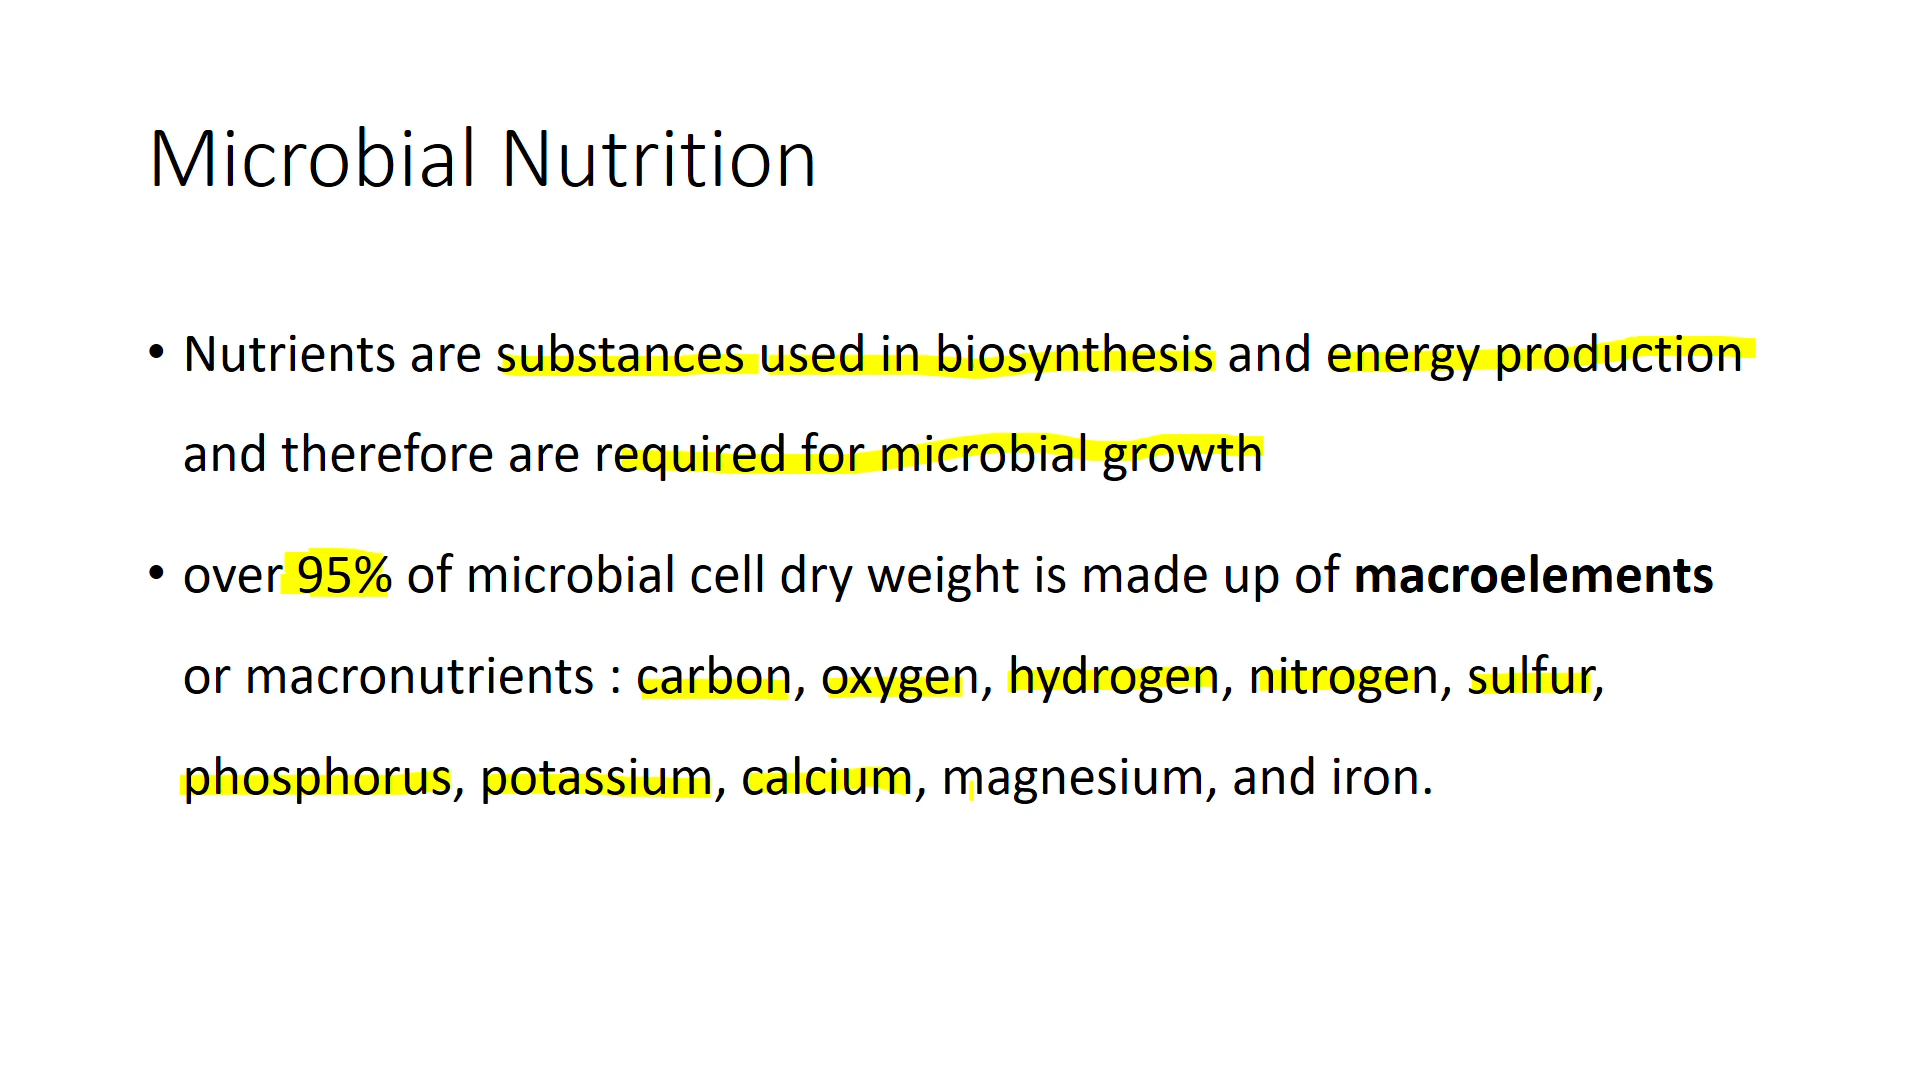 Microbial Nutrition
• Nutrients are substances used in biosynthesis and energy production
and therefore are required for microbial growth
• over 95% of microbial cell dry weight is made up of macroelements
or macronutrients : carbon, oxygen, hydrogen, nitrogen, sulfur,
phosphorus, potassium, calcium, magnesium, and iron.